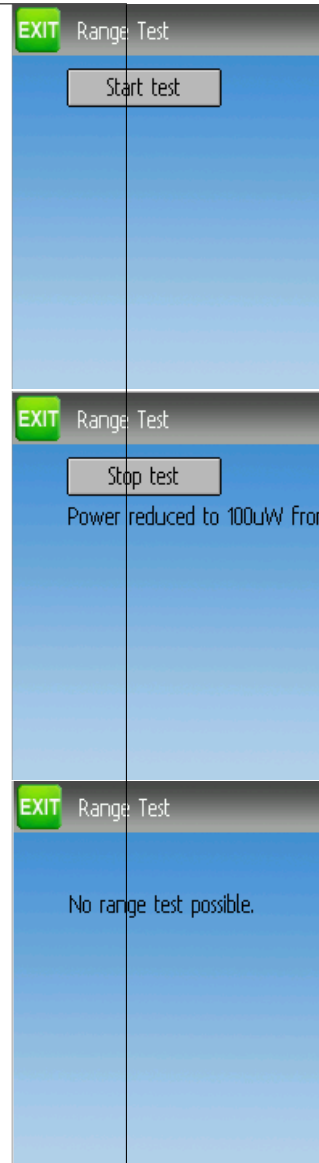 EXIT Range Test
Start test
EXIT Range Test
Stop test
Power reduced to 100uW
EXIT Range Test
No range test possible.